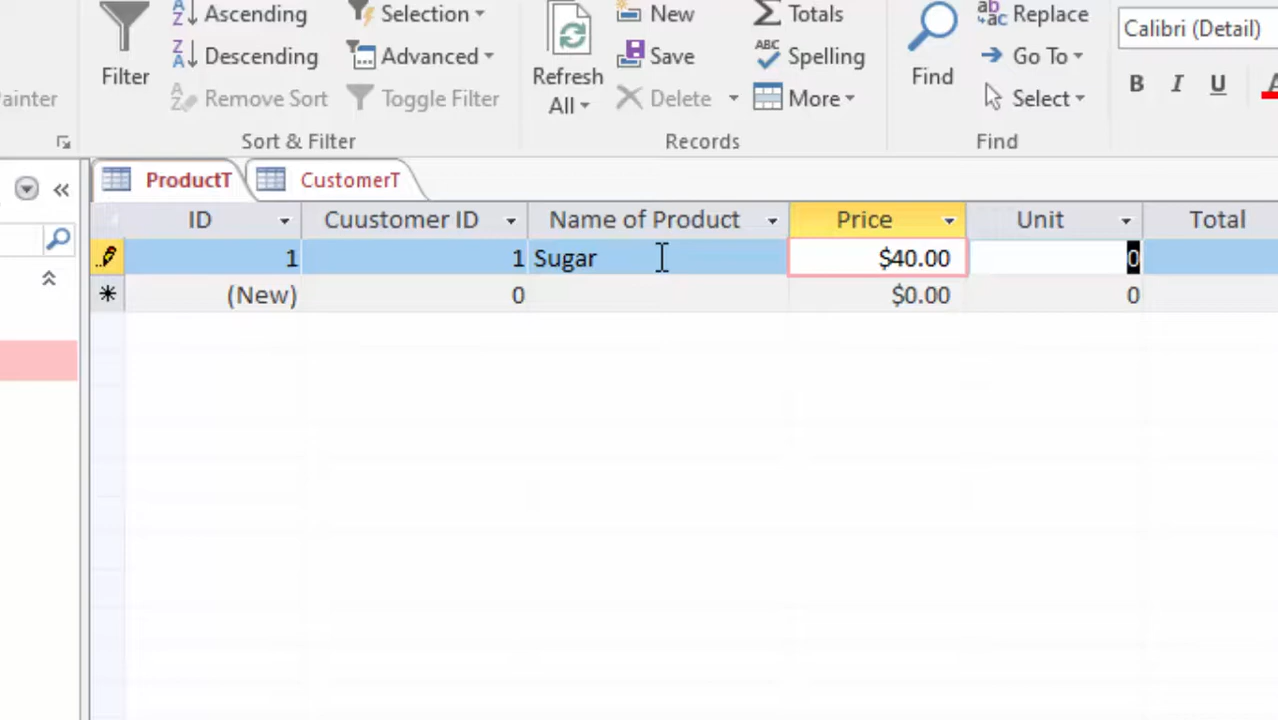 Ascending Selection New Totals Replace Calibri (Detail)
Descending Advanced Save Spelling Go To
Filter Refresh All Find
ainter Remove Sort Toggle Filter Delete More Select B I U A
Sort & Filter Records Find
ProductT CustomerT
ID Cuustomer ID Name of Product Price Unit Total
1 1 Sugar $40.00 0
(New) 0 $0.00 0